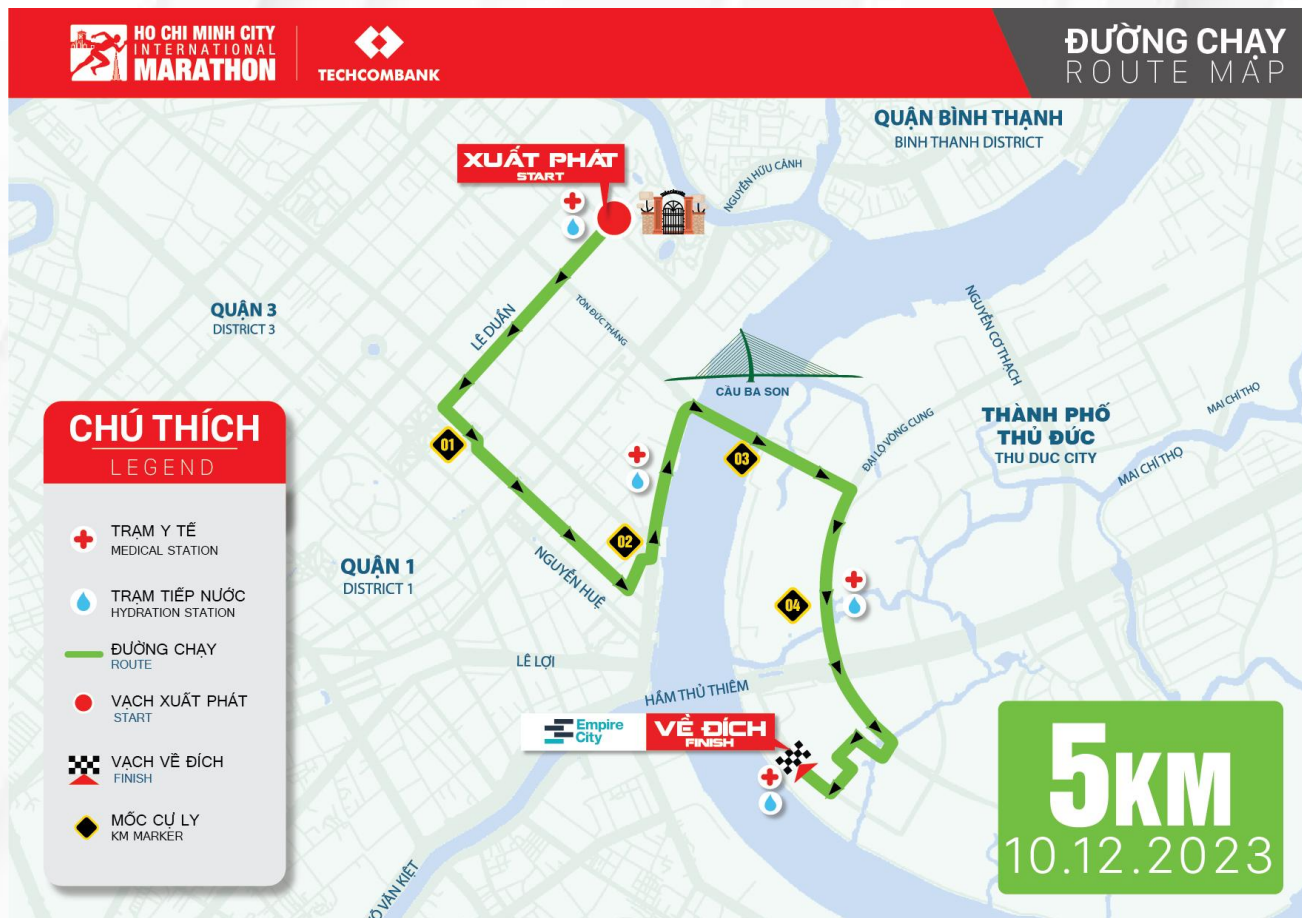 HO CHI MINH CITY
INTERNATIONAL
MARATHON
TECHCOMBANK
ĐƯỜNG CHẠY
ROUTE MAP
QUẬN BÌNH THẠNH
BINH THANH DISTRICT
XUẤT PHÁT
START
NGUYỄN HỮU CẢNH
QUẬN 3
DISTRICT 3
LÊ DUẨN
TÔN ĐỨC THẮNG
NGUYỄN CƠ THẠCH
CẦU BA SON
MAI CHÍ THỌ
THÀNH PHỐ
THỦ ĐỨC
THU DUC CITY
ĐẠI LỘ VÒNG CUNG
MAI CHÍ THỌ
01
03
02
04
QUẬN 1
DISTRICT 1
NGUYỄN HUỆ
LÊ LỢI
HẦM THỦ THIÊM
Empire
City
VỀ ĐÍCH
FINISH
VÕ VĂN KIỆT
CHÚ THÍCH
LEGEND
TRẠM Y TẾ
MEDICAL STATION
TRẠM TIẾP NƯỚC
HYDRATION STATION
ĐƯỜNG CHẠY
ROUTE
VẠCH XUẤT PHÁT
START
VẠCH VỀ ĐÍCH
FINISH
MỐC CỰ LY
KM MARKER
5KM
10.12.2023